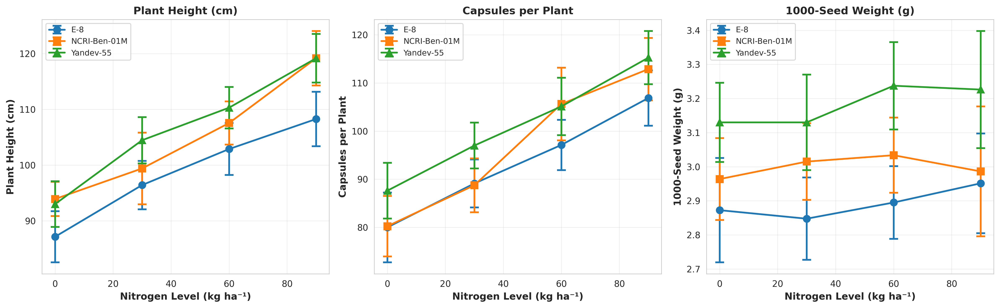 Plant Height (cm)
E-8
NCRI-Ben-01M
Yandev-55
Plant Height (cm)
120
110
100
90
0 20 40 60 80
Nitrogen Level (kg ha⁻¹)
Capsules per Plant
E-8
NCRI-Ben-01M
Yandev-55
Capsules per Plant
120
110
100
90
80
0 20 40 60 80
Nitrogen Level (kg ha⁻¹)
1000-Seed Weight (g)
E-8
NCRI-Ben-01M
Yandev-55
1000-Seed Weight (g)
3.4
3.3
3.2
3.1
3.0
2.9
2.8
2.7
0 20 40 60 80
Nitrogen Level (kg ha⁻¹)